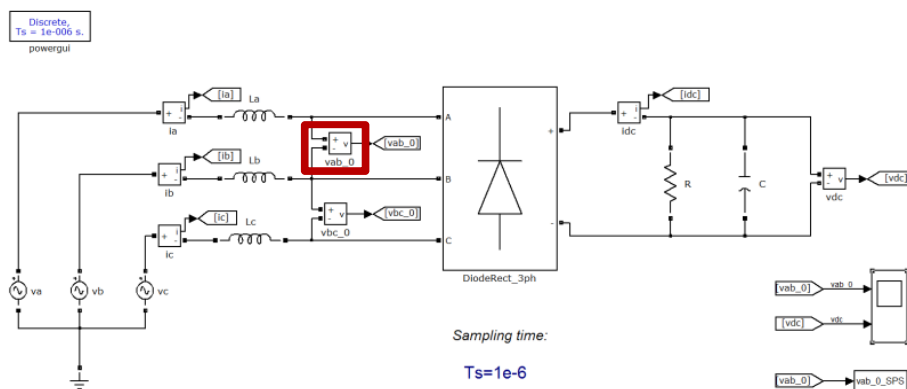 Discrete,
Ts = 1e-006 s.
powergui
[ia]
La
ia
+
-
i
[idc]
idc
+
-
i
A
+
+
-
v
[vab_0]
vab_0
[ib]
Lb
ib
+
-
i
B
R
C
+
-
v
[vdc]
vdc
[ic]
Lc
ic
+
-
i
+
-
v
[vbc_0]
vbc_0
C
-
DiodeRect_3ph
va
vb
vc
[vab_0]
vab_0
[vdc]
vdc
Sampling time:
Ts=1e-6
[vab_0]
vab_0_SPS